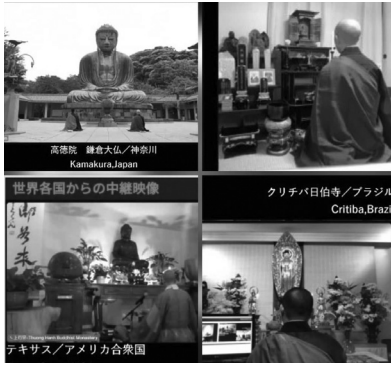 高徳院 鎌倉大仏／神奈川
Kamakura,Japan
世界各国からの中継映像
クリチバ日伯寺／ブラジル
Critiba,Brazi
テキサス／アメリカ合衆国